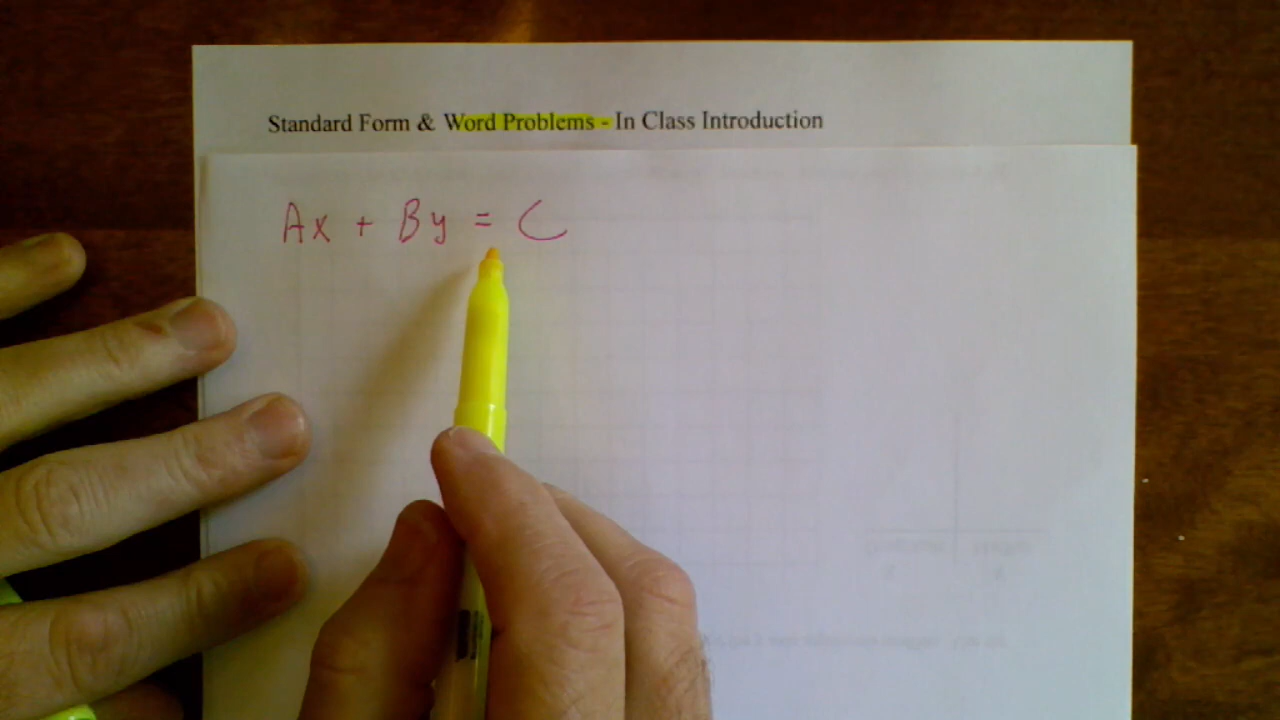 Standard Form & Word Problems - In Class Introduction
Ax + By = C